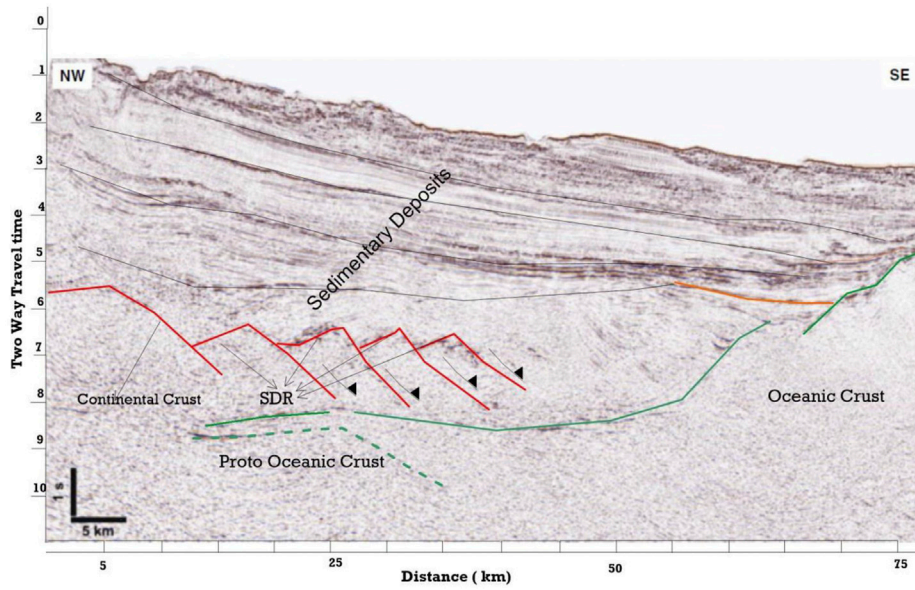 0
1
NW
SE
2
3
4
5
6
7
8
9
10
Two Way Travel time
Sedimentary Deposits
Continental Crust
SDR
Oceanic Crust
Proto Oceanic Crust
1 s
5 km
5
25
50
75
Distance ( km)